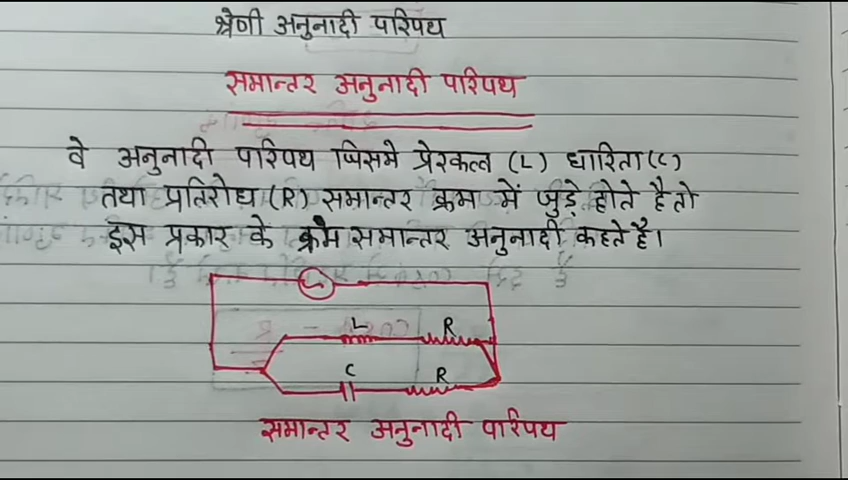 श्रेणी अनुनादी परिपथ
समान्तर अनुनादी परिपथ
वे अनुनादी परिपथ जिसमे प्रेरकत्व (L) धारिता (C)
तथा प्रतिरोध (R) समान्तर क्रम में जुड़े होते है तो
इस प्रकार के क्रम समान्तर अनुनादी कहते है।
L R
C R
समान्तर अनुनादी परिपथ